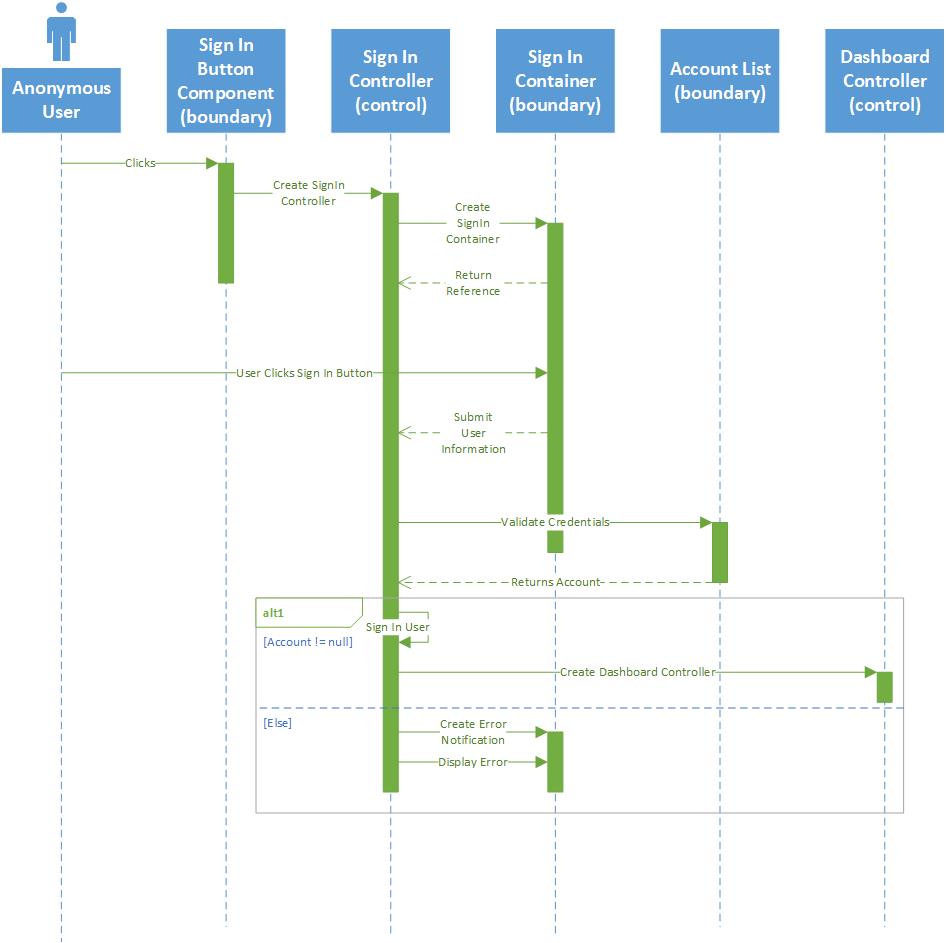 Anonymous
User
Sign In
Button
Component
(boundary)
Sign In
Controller
(control)
Sign In
Container
(boundary)
Account List
(boundary)
Dashboard
Controller
(control)
Clicks
Create SignIn
Controller
Create
SignIn
Container
Return
Reference
User Clicks Sign In Button
Submit
User
Information
Validate Credentials
Returns Account
alt1
Sign In User
[Account != null]
Create Dashboard Controller
[Else]
Create Error
Notification
Display Error